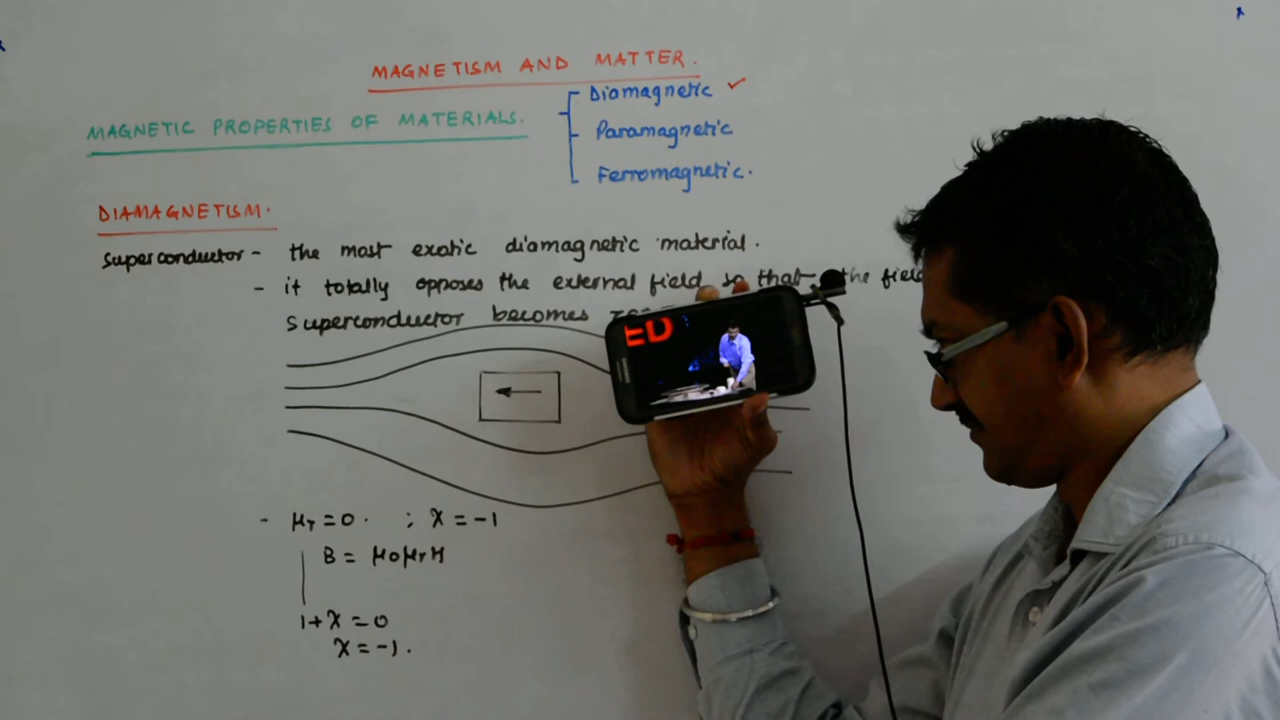 MAGNETISM AND MATTER.
MAGNETIC PROPERTIES OF MATERIALS.
Diamagnetic ✓
Paramagnetic
Ferromagnetic.
DIAMAGNETISM.
Superconductor - the most exotic diamagnetic material.
- it totally opposes the external field so that the field
Superconductor becomes
ED
- μr = 0. ; χ = -1
B = μ0μrH
1+χ = 0
χ = -1.